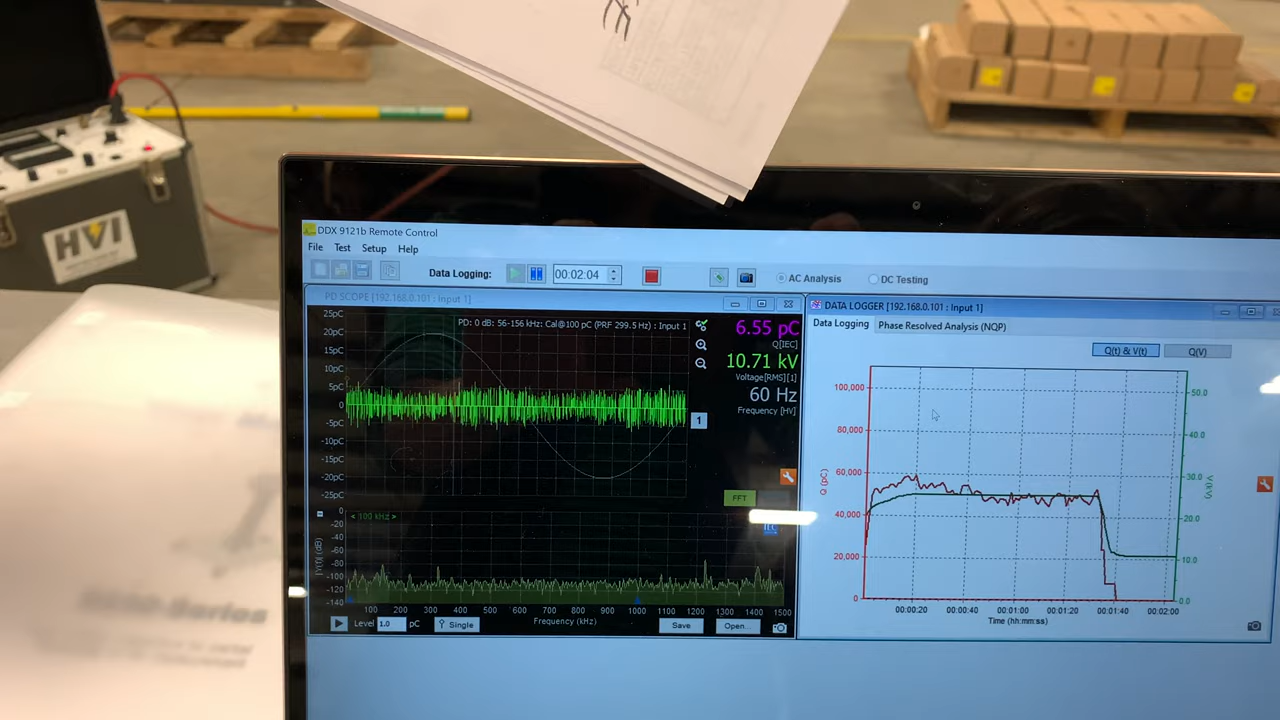 HVI
DDX 9121b Remote Control
File Test Setup Help
Data Logging: 00:02:04 AC Analysis DC Testing
PD SCOPE [192.168.0.101 : Input 1]
25pC
20pC
15pC
10pC
5pC
0
-5pC
-10pC
-15pC
-20pC
-25pC
PD: 0 dB: 56-156 kHz: Cal@100 pC (PRF 299.5 Hz) : Input 1
6.55 pC
Q[IEC]
10.71 kV
Voltage[RMS][1]
60 Hz
Frequency [HV]
1
FFT
IEC
0
-20
-40
-60
-80
-100
-120
-140
|Y(f)| (dB)
< 100 kHz >
100 200 300 400 500 600 700 800 900 1000 1100 1200 1300 1400 1500
Frequency (kHz)
Level 1.0 pC Single Save Open...
DATA LOGGER [192.168.0.101 : Input 1]
Data Logging Phase Resolved Analysis (NQP)
Q(t) & V(t) Q(V)
100,000
80,000
60,000
40,000
20,000
0
Q (pC)
50.0
40.0
30.0
20.0
10.0
0.0
V (kV)
00:00:20 00:00:40 00:01:00 00:01:20 00:01:40 00:02:00
Time (hh:mm:ss)